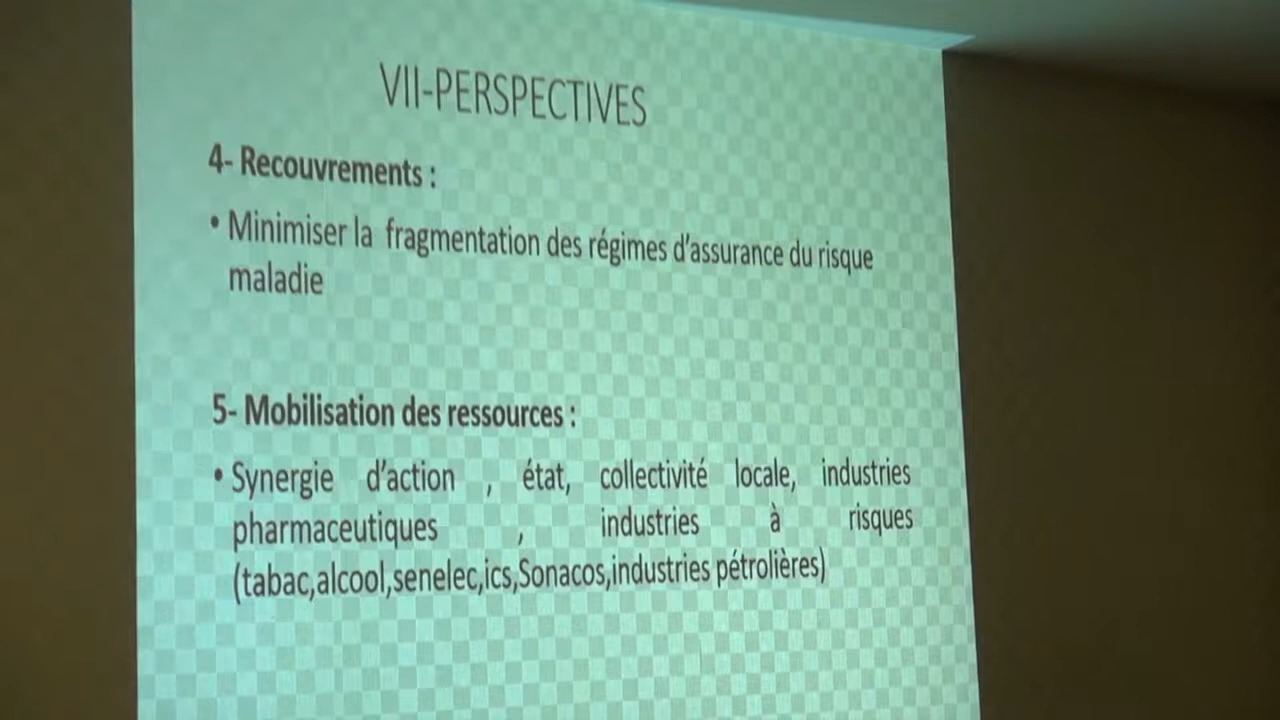 VII-PERSPECTIVES
4- Recouvrements :
• Minimiser la fragmentation des régimes d'assurance du risque
maladie
5- Mobilisation des ressources :
• Synergie d'action , état, collectivité locale, industries
pharmaceutiques , industries à risques
(tabac,alcool,senelec,ics,Sonacos,industries pétrolières)